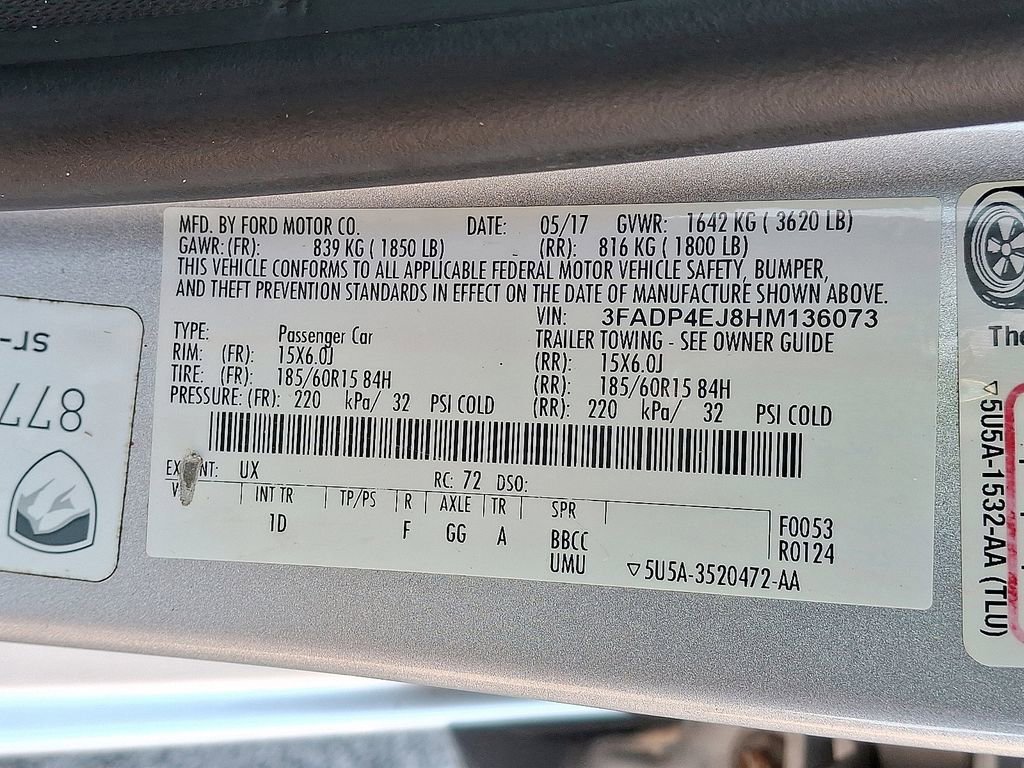 MFD. BY FORD MOTOR CO. DATE: 05/17 GVWR: 1642 KG ( 3620 LB)
GAWR: (FR): 839 KG ( 1850 LB) (RR): 816 KG ( 1800 LB)
THIS VEHICLE CONFORMS TO ALL APPLICABLE FEDERAL MOTOR VEHICLE SAFETY, BUMPER,
AND THEFT PREVENTION STANDARDS IN EFFECT ON THE DATE OF MANUFACTURE SHOWN ABOVE.
VIN: 3FADP4EJ8HM136073
TYPE: Passenger Car TRAILER TOWING - SEE OWNER GUIDE
RIM: (FR): 15X6.0J (RR): 15X6.0J
TIRE: (FR): 185/60R15 84H (RR): 185/60R15 84H
PRESSURE: (FR): 220 kPa/ 32 PSI COLD (RR): 220 kPa/ 32 PSI COLD
UX RC: 72 DSO:
INT TR TP/PS R AXLE TR SPR
1D F GG A BBCC F0053
UMU R0124
▽5U5A-3520472-AA
sr-
877
The
▽5U5A-1532-AA (TLU)